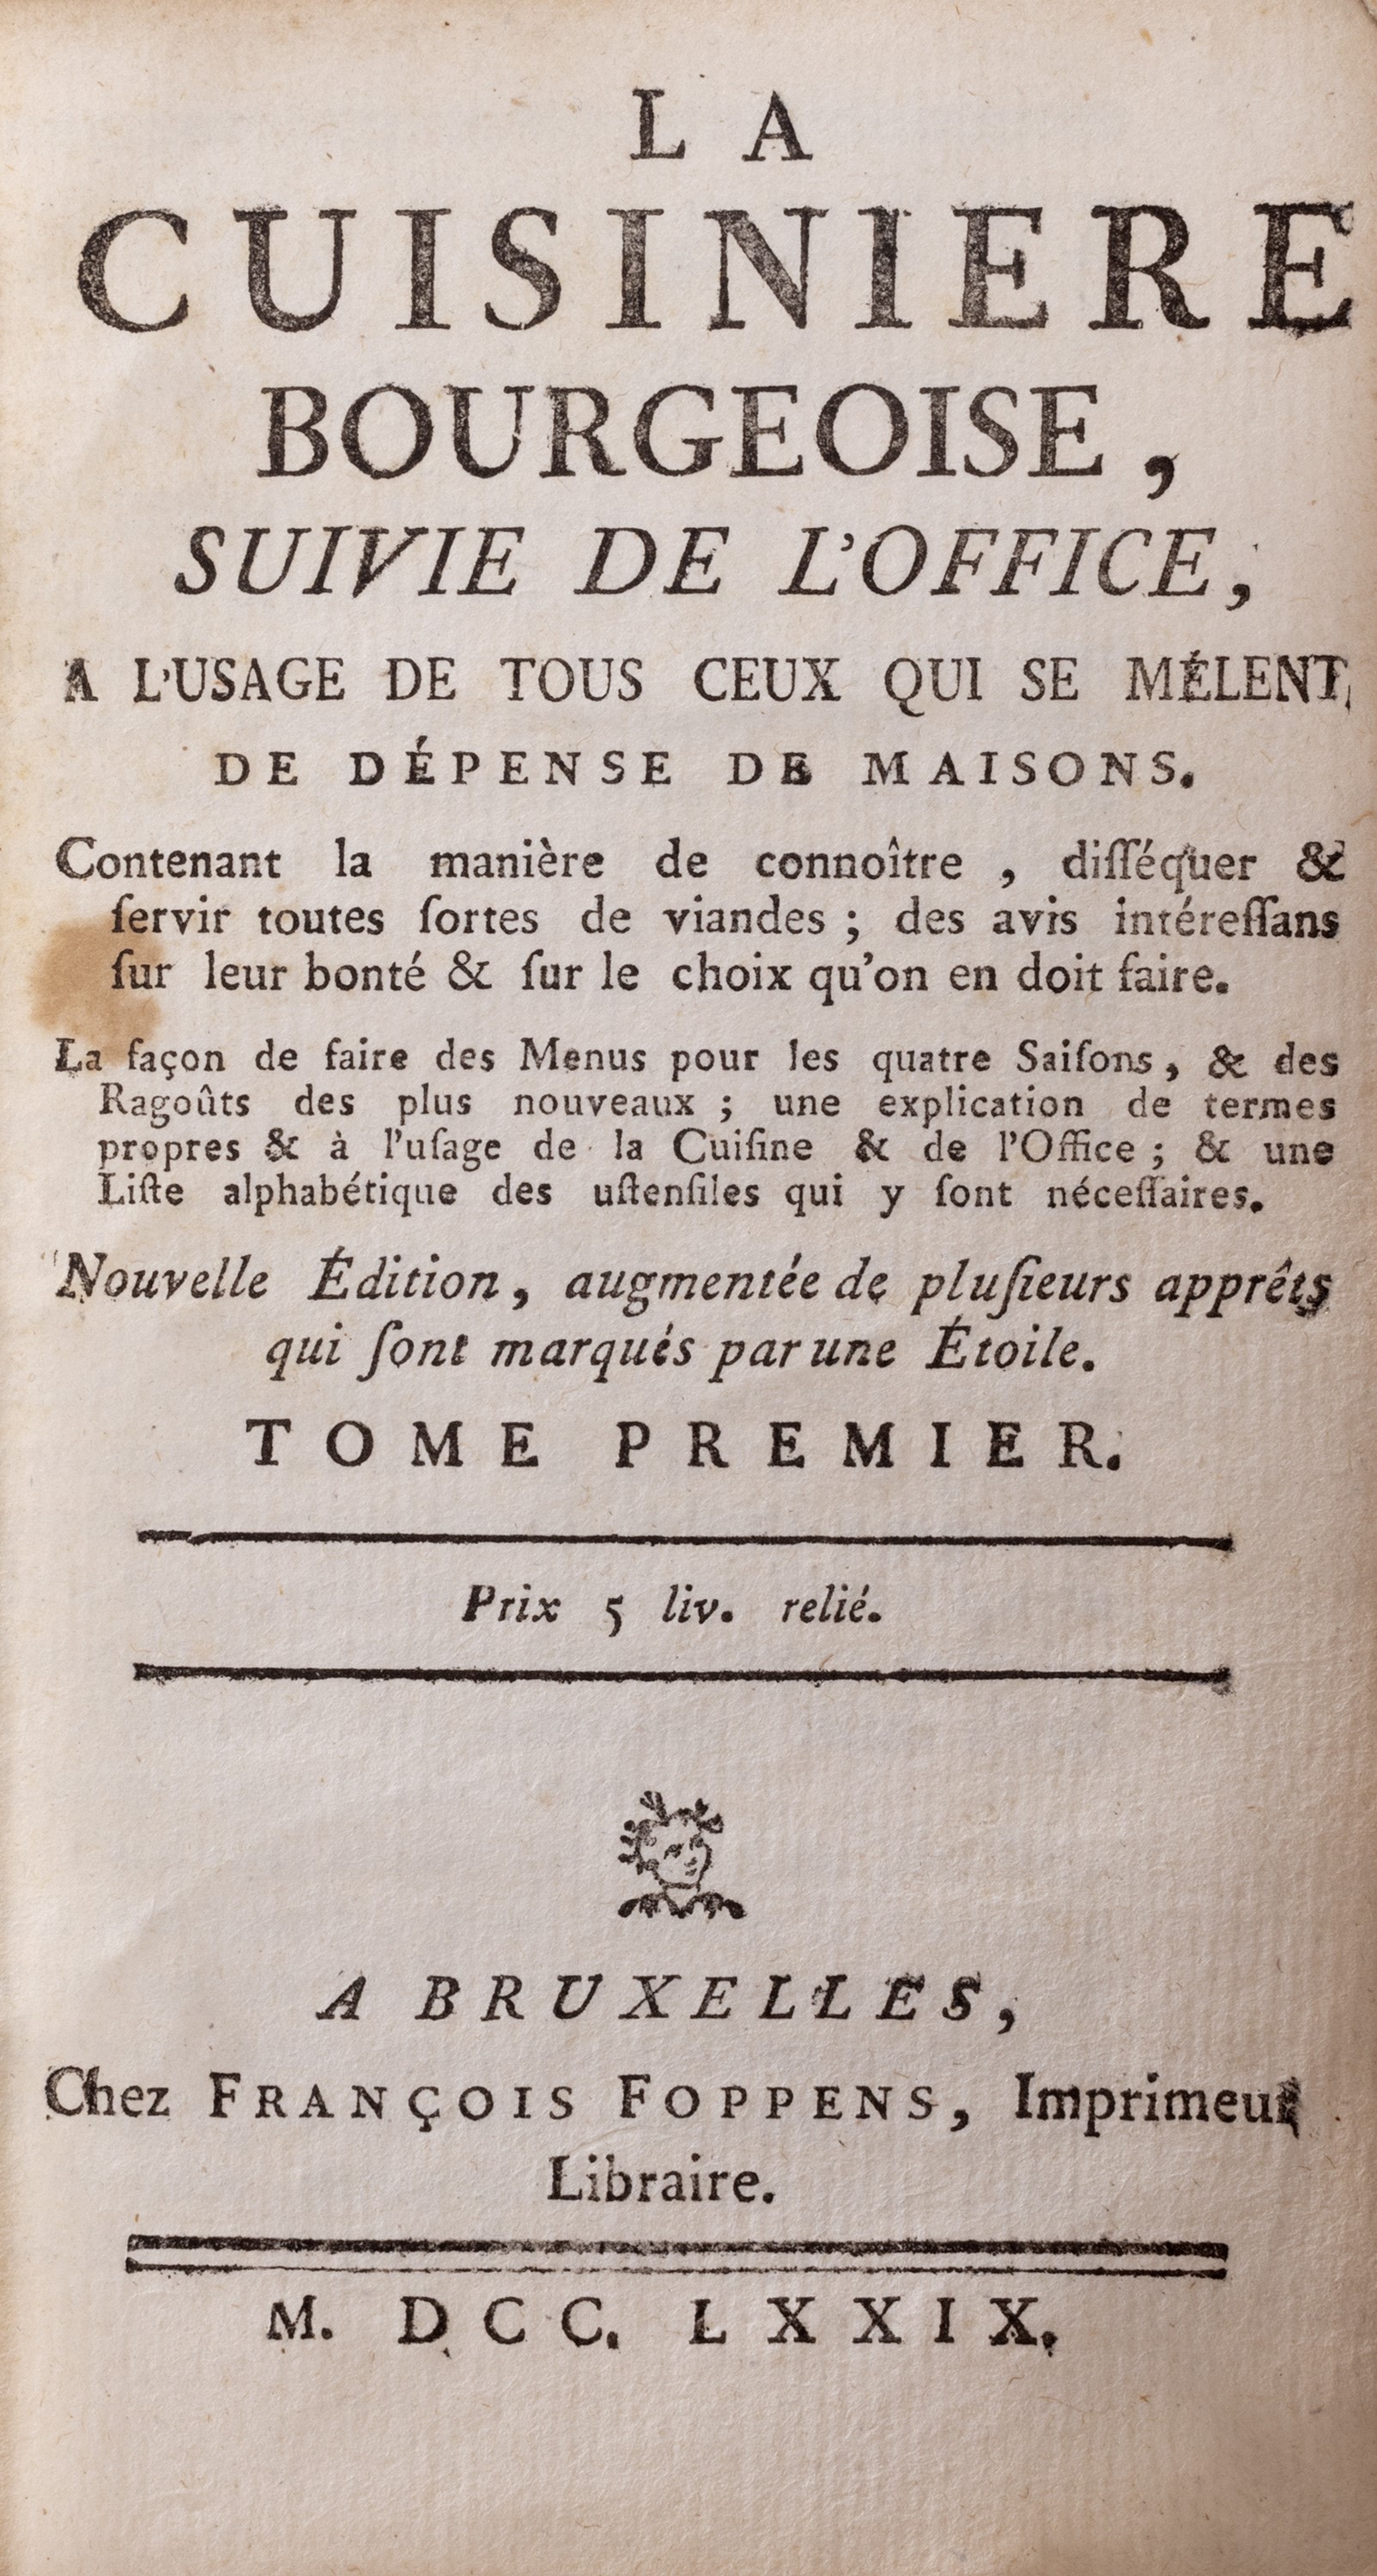 LA
CUISINIERE
BOURGEOISE,
SUIVIE DE L'OFFICE,
A L'USAGE DE TOUS CEUX QUI SE MÊLENT
DE DÉPENSE DE MAISONS.
Contenant la manière de connoître , diſſéquer &
ſervir toutes ſortes de viandes ; des avis intéreſſans
ſur leur bonté & ſur le choix qu'on en doit faire.
La façon de faire des Menus pour les quatre Saiſons, & des
Ragoûts des plus nouveaux ; une explication de termes
propres & à l'uſage de la Cuiſine & de l'Office ; & une
Liſte alphabétique des uſtenſiles qui y ſont néceſſaires.
Nouvelle Édition, augmentée de pluſieurs apprêts
qui ſont marqués par une Étoile.
TOME PREMIER.
Prix 5 liv. relié.
A BRUXELLES,
Chez FRANÇOIS FOPPENS, Imprimeur
Libraire.
M. DCC. LXXIX.